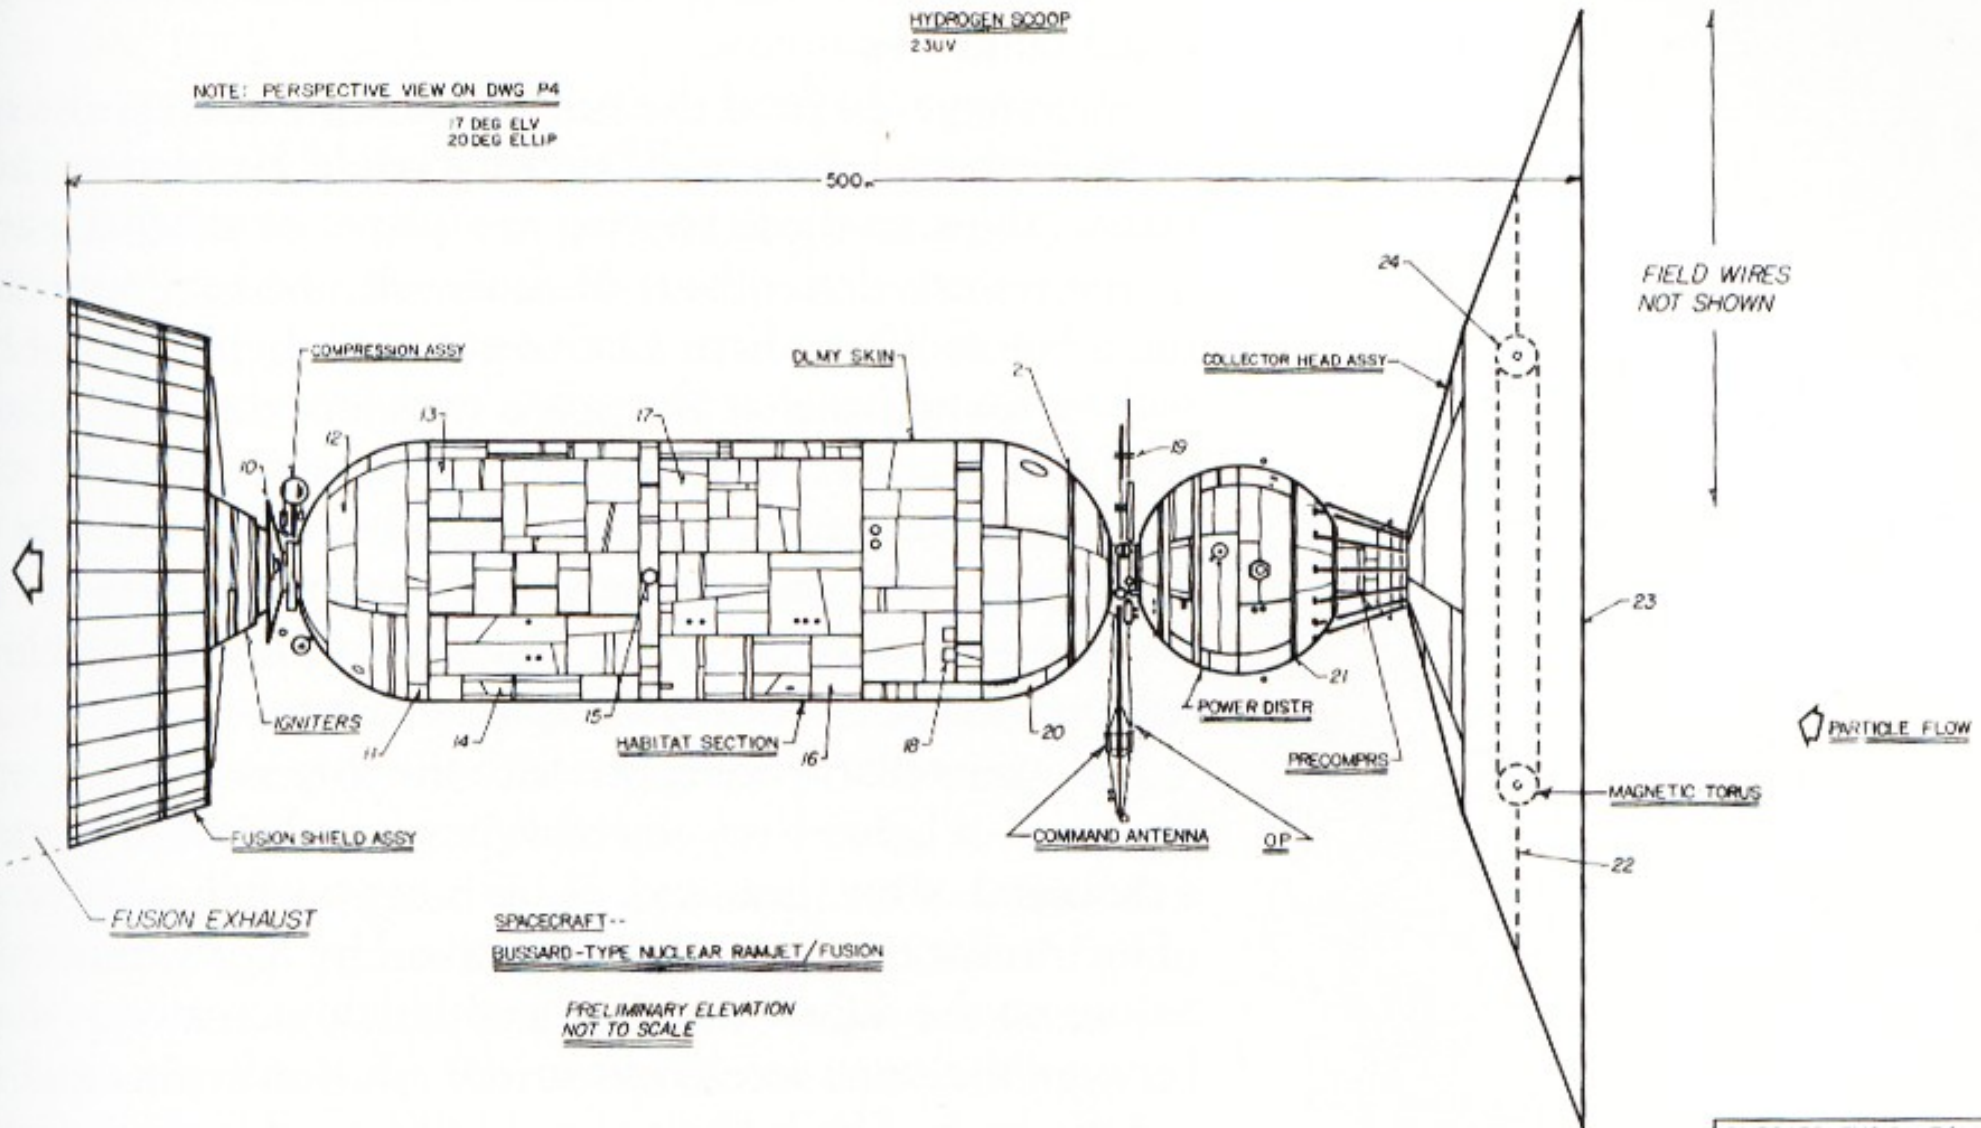 HYDROGEN SCOOP
23UV
NOTE: PERSPECTIVE VIEW ON DWG P4
17 DEG ELV
20 DEG ELLIP
500m
24
FIELD WIRES
NOT SHOWN
COMPRESSION ASSY
DLMY SKIN
2
COLLECTOR HEAD ASSY
10
12
13
17
19
23
IGNITERS
11
14
15
HABITAT SECTION
16
18
20
POWER DISTR
21
PRECOMPRS
PARTICLE FLOW
MAGNETIC TORUS
FUSION SHIELD ASSY
COMMAND ANTENNA
OP
22
FUSION EXHAUST
SPACECRAFT--
BUSSARD-TYPE NUCLEAR RAMJET/FUSION
PRELIMINARY ELEVATION
NOT TO SCALE